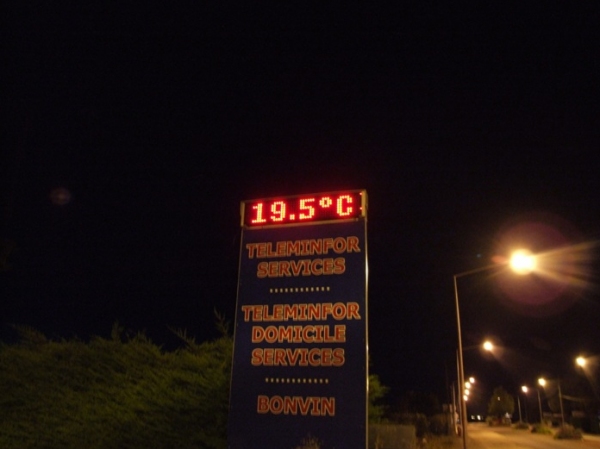 19.5°C
TELEMINFOR
SERVICES
TELEMINFOR
DOMICILE
SERVICES
BONVIN